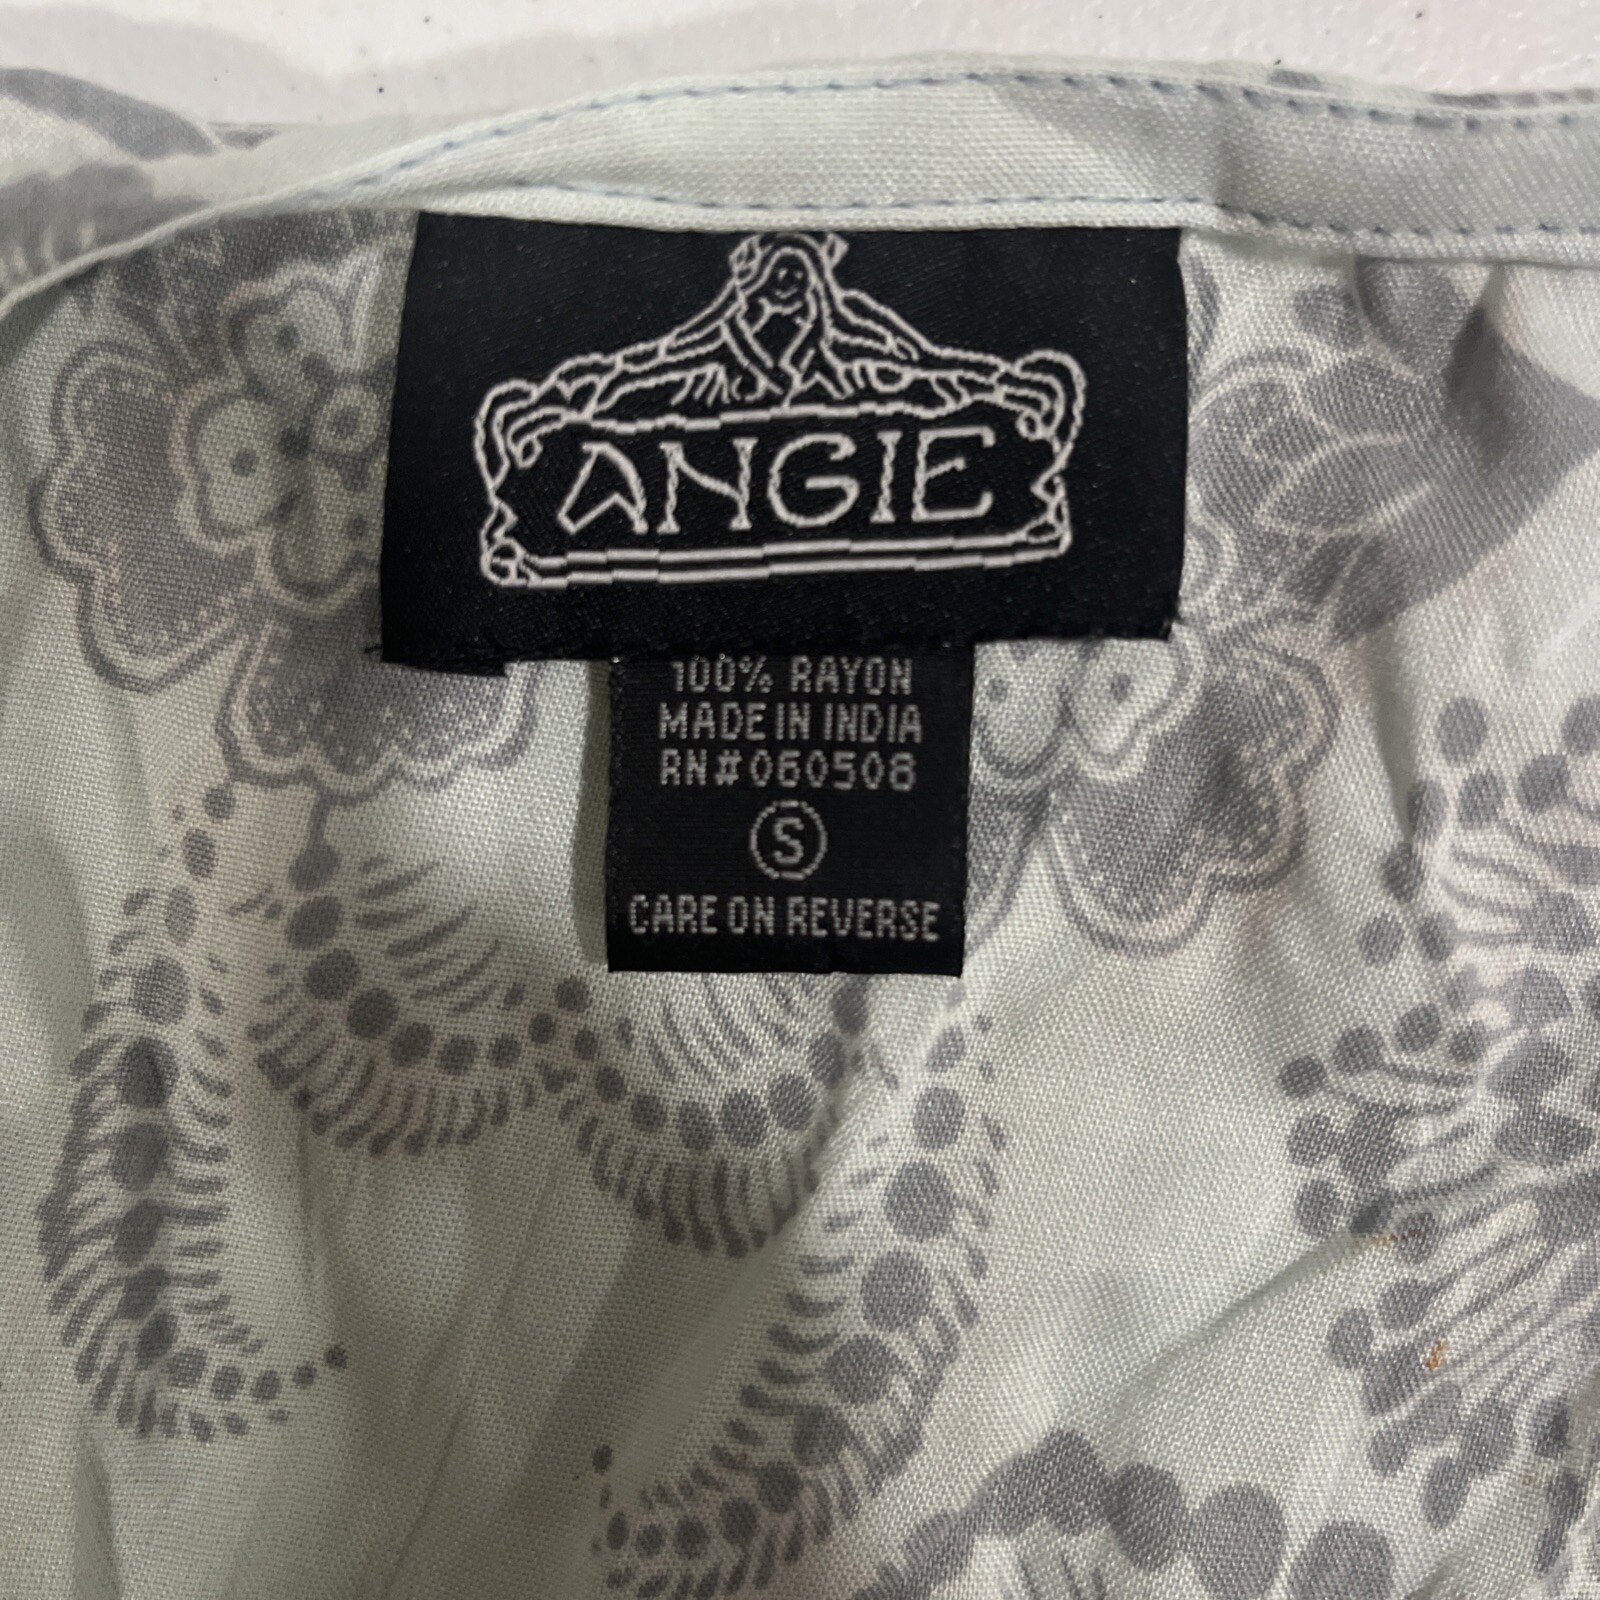 ANGIE
100% RAYON
MADE IN INDIA
RN#060508
S
CARE ON REVERSE